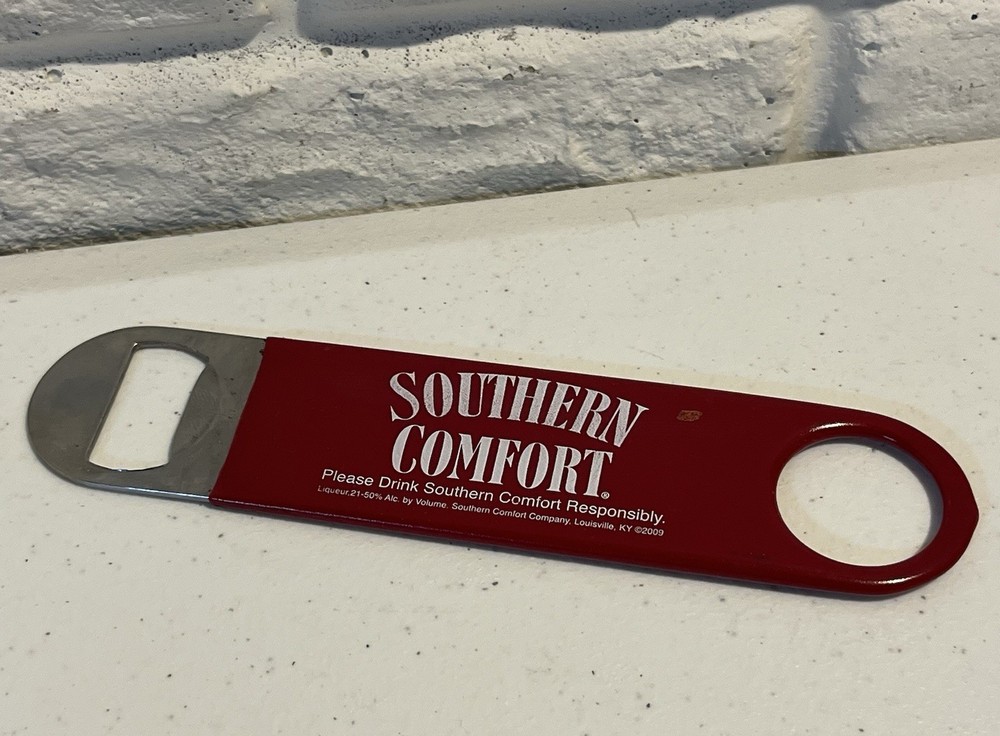 SOUTHERN
COMFORT®
Please Drink Southern Comfort Responsibly.
Liqueur,21-50% Alc. by Volume. Southern Comfort Company, Louisville, KY ©2009